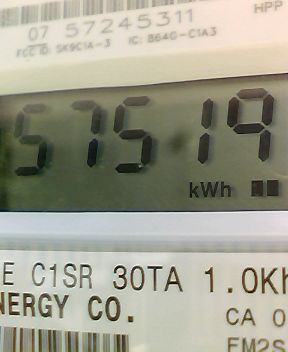 HPP
07 57245311
FCC ID: SK9C1A-3 IC: 864G-C1A3
57519
kWh
E C1SR 30TA 1.0Kh
NERGY CO.
CA 0
FM2S